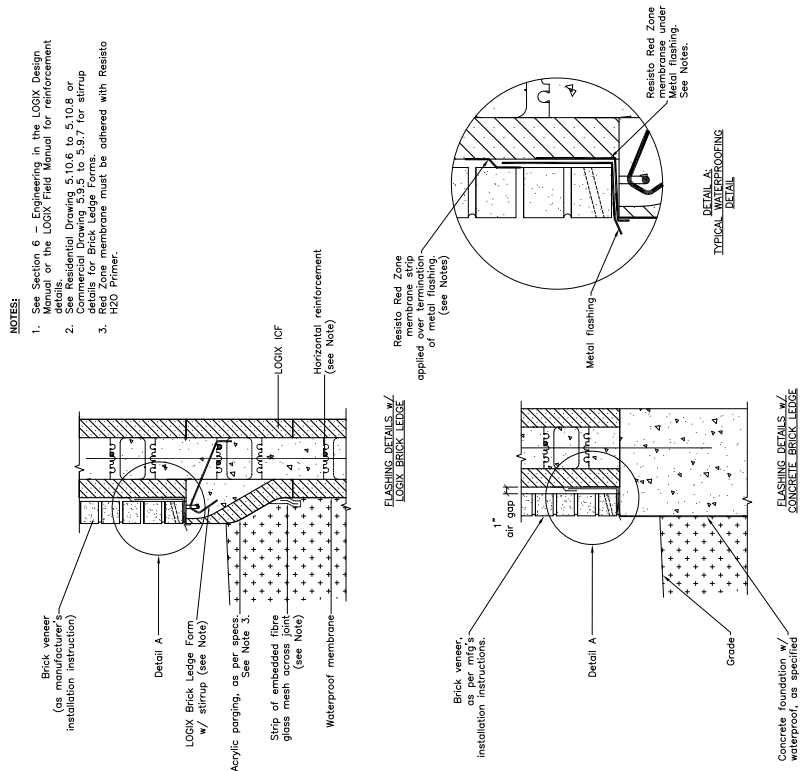 NOTES:
1. See Section 6 – Engineering in the LOGIX Design
Manual or the LOGIX Field Manual for reinforcement
details.
2. See Residential Drawing 5.10.6 to 5.10.8 or
Commercial Drawing 5.9.5 to 5.9.7 for stirrup
details for Brick Ledge Forms.
3. Red Zone membrane must be adhered with Resisto
H2O Primer.
Brick veneer
(as manufacturer's
installation instruction)
Detail A
LOGIX Brick Ledge Form
w/ stirrup (see Note)
Acrylic parging, as per specs.
See Note 3.
Strip of embedded fibre
glass mesh across joint
(see Note)
Waterproof membrane
LOGIX ICF
Horizontal reinforcement
(see Note)
FLASHING DETAILS w/
LOGIX BRICK LEDGE
Resisto Red Zone
membrane strip
applied over termination
of metal flashing.
(see Notes)
Metal flashing
Resisto Red Zone
membranse under
Metal flashing.
See Notes.
DETAIL A:
TYPICAL WATERPROOFING
DETAIL
Brick veneer,
as per mfg's
installation instructions.
1"
air gap
Detail A
Grade
Concrete foundation w/
waterproof, as specified
FLASHING DETAILS w/
CONCRETE BRICK LEDGE